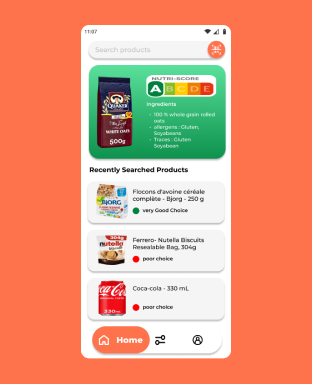 11:07
Search products
QUAKER
WHITE OATS
500g
NUTRI-SCORE
A B C D E
Ingredients
100 % whole grain rolled
oats.
allergens : Gluten,
Soyabeans
Traces : Gluten
Soyabean
Recently Searched Products
BJORG
Flocons d'avoine céréale
complète - Bjorg - 250 g
very Good Choice
304g
nutella
Ferrero- Nutella Biscuits
Resealable Bag, 304g
poor choice
Coca-Cola
330 ml
Coca-cola - 330 mL
poor choice
Home